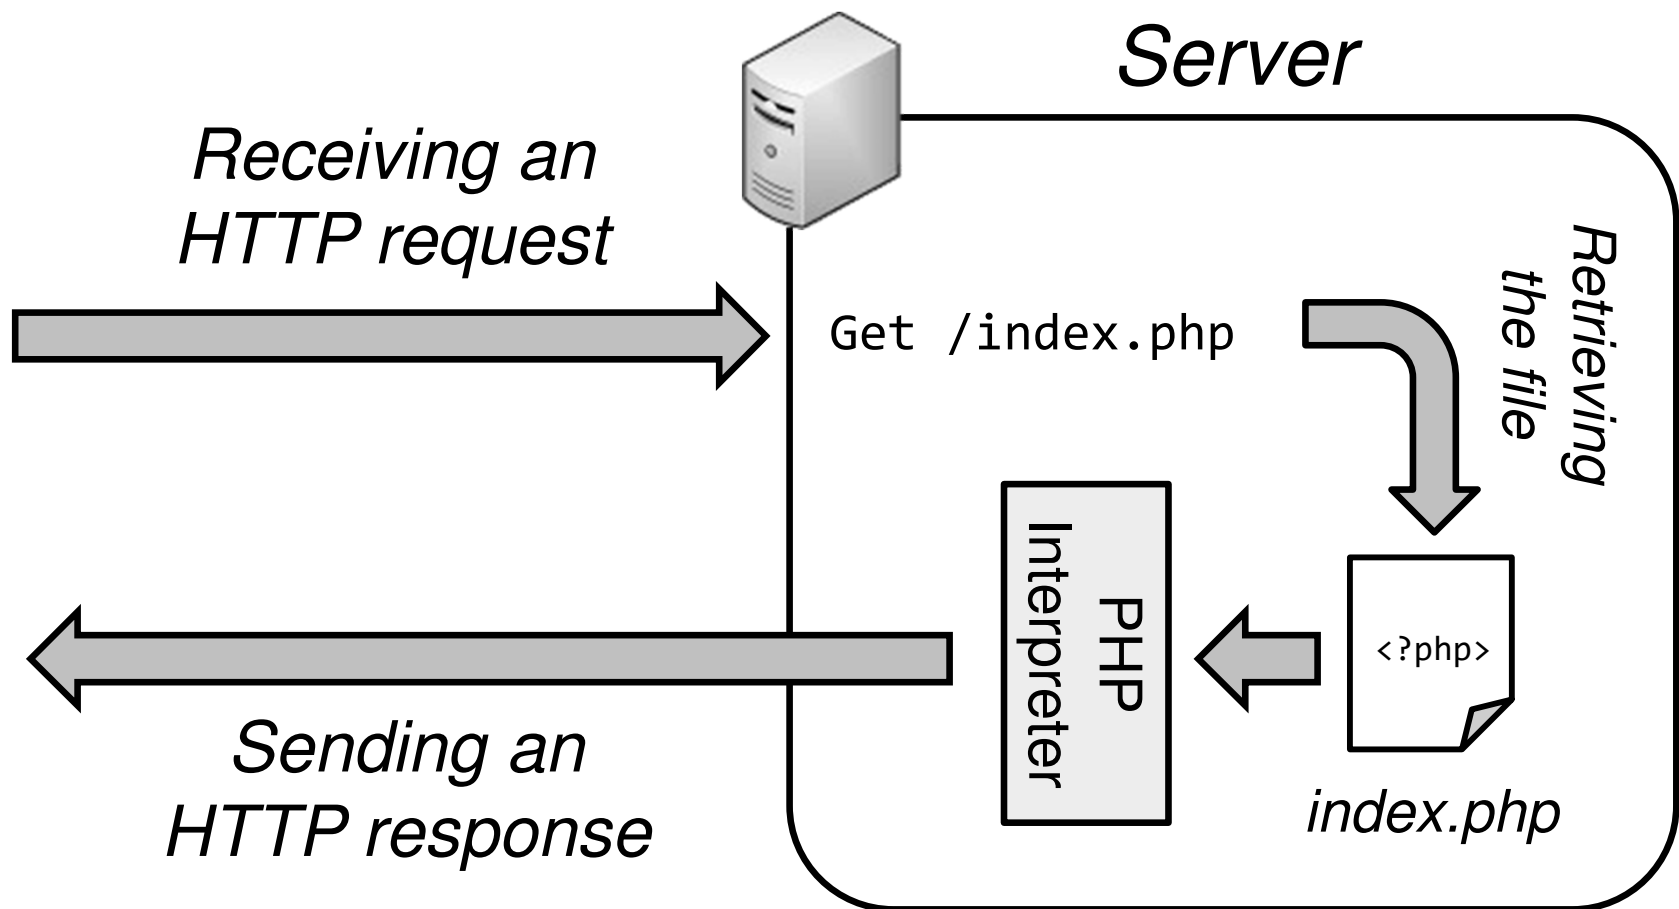 Server
Receiving an
HTTP request
Get /index.php
Retrieving
the file
PHP
Interpreter
<?php>
index.php
Sending an
HTTP response